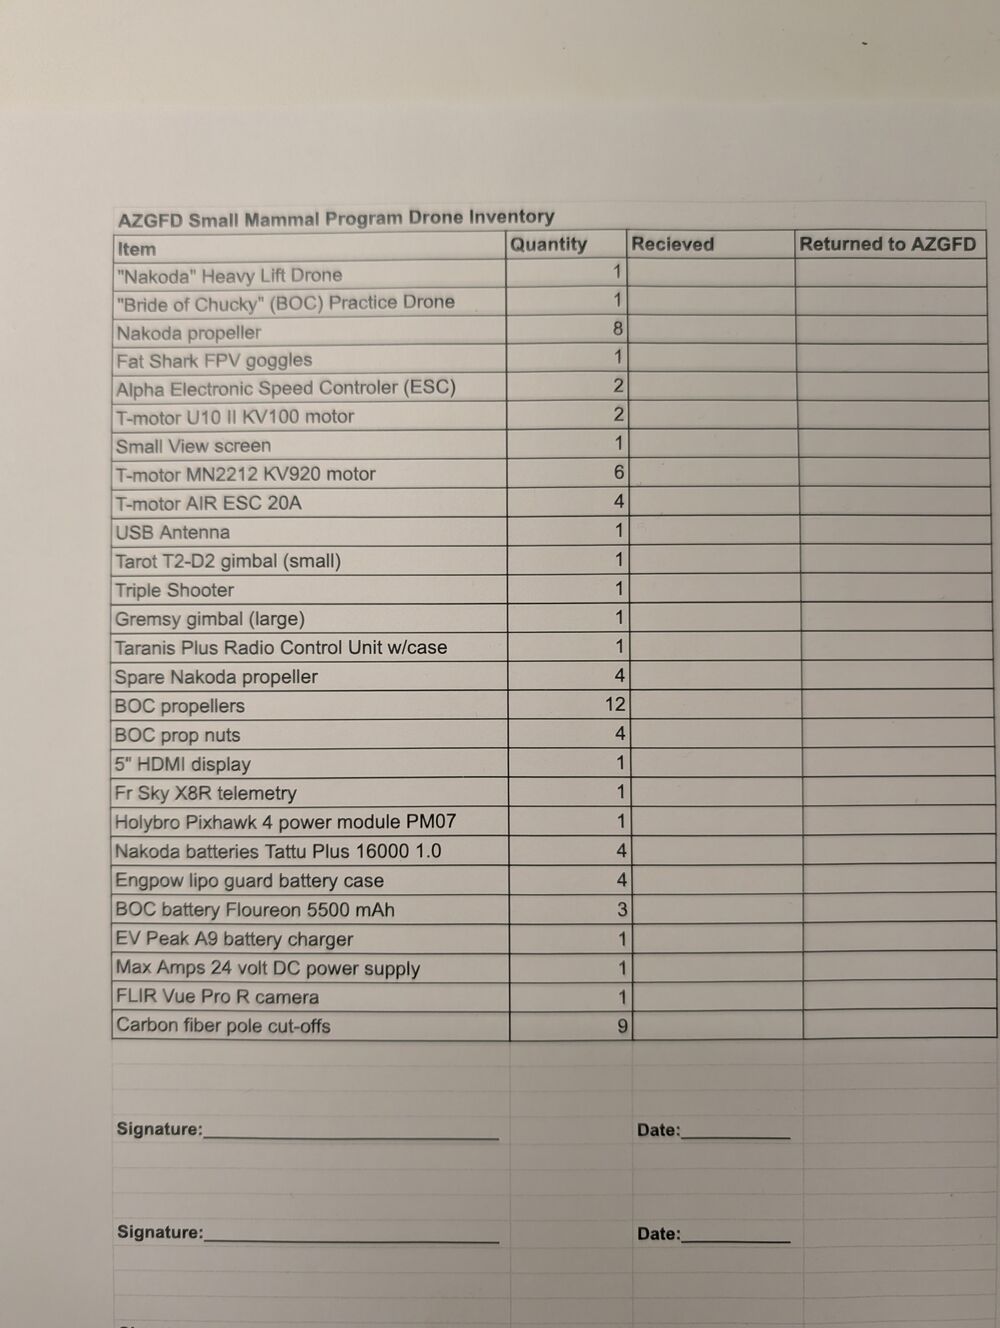 AZGFD Small Mammal Program Drone Inventory
Item Quantity Recieved Returned to AZGFD
"Nakoda" Heavy Lift Drone 1
"Bride of Chucky" (BOC) Practice Drone 1
Nakoda propeller 8
Fat Shark FPV goggles 1
Alpha Electronic Speed Controler (ESC) 2
T-motor U10 II KV100 motor 2
Small View screen 1
T-motor MN2212 KV920 motor 6
T-motor AIR ESC 20A 4
USB Antenna 1
Tarot T2-D2 gimbal (small) 1
Triple Shooter 1
Gremsy gimbal (large) 1
Taranis Plus Radio Control Unit w/case 1
Spare Nakoda propeller 4
BOC propellers 12
BOC prop nuts 4
5" HDMI display 1
Fr Sky X8R telemetry 1
Holybro Pixhawk 4 power module PM07 1
Nakoda batteries Tattu Plus 16000 1.0 4
Engpow lipo guard battery case 4
BOC battery Floureon 5500 mAh 3
EV Peak A9 battery charger 1
Max Amps 24 volt DC power supply 1
FLIR Vue Pro R camera 1
Carbon fiber pole cut-offs 9
Signature: Date:
Signature: Date: